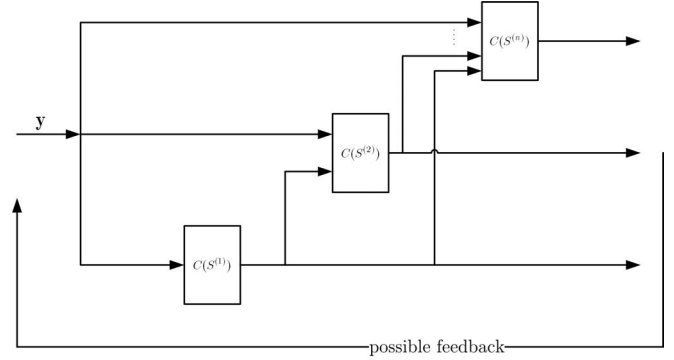 C(S^{(n)})
y
C(S^{(2)})
C(S^{(1)})
possible feedback